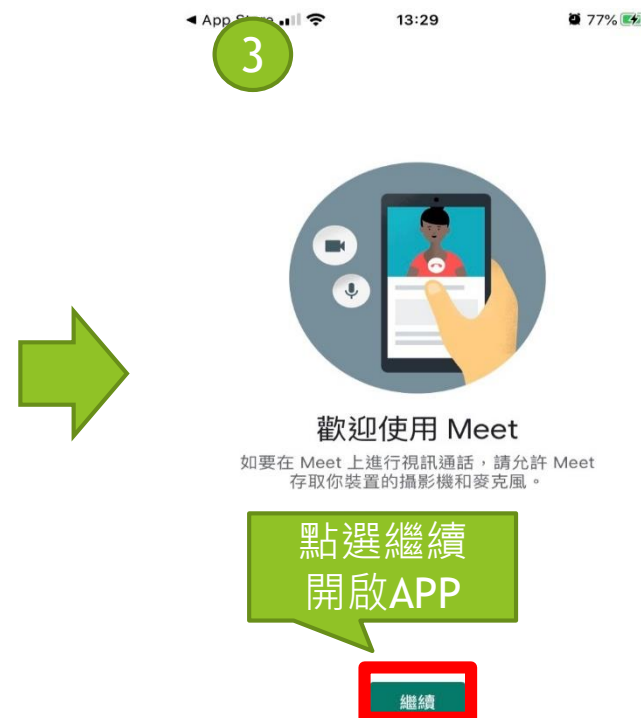 ◀ App Store
13:29
77%
3
歡迎使用 Meet
如要在 Meet 上進行視訊通話，請允許 Meet
存取你裝置的攝影機和麥克風。
點選繼續
開啟APP
繼續